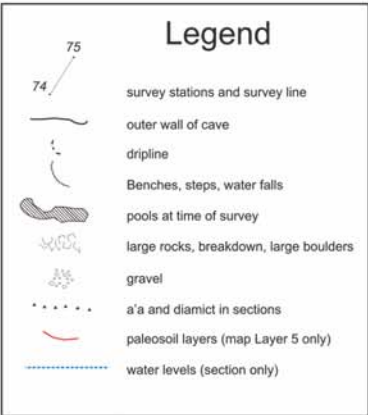 Legend
75
74
survey stations and survey line
outer wall of cave
dripline
Benches, steps, water falls
pools at time of survey
large rocks, breakdown, large boulders
gravel
a'a and diamict in sections
paleosoil layers (map Layer 5 only)
water levels (section only)